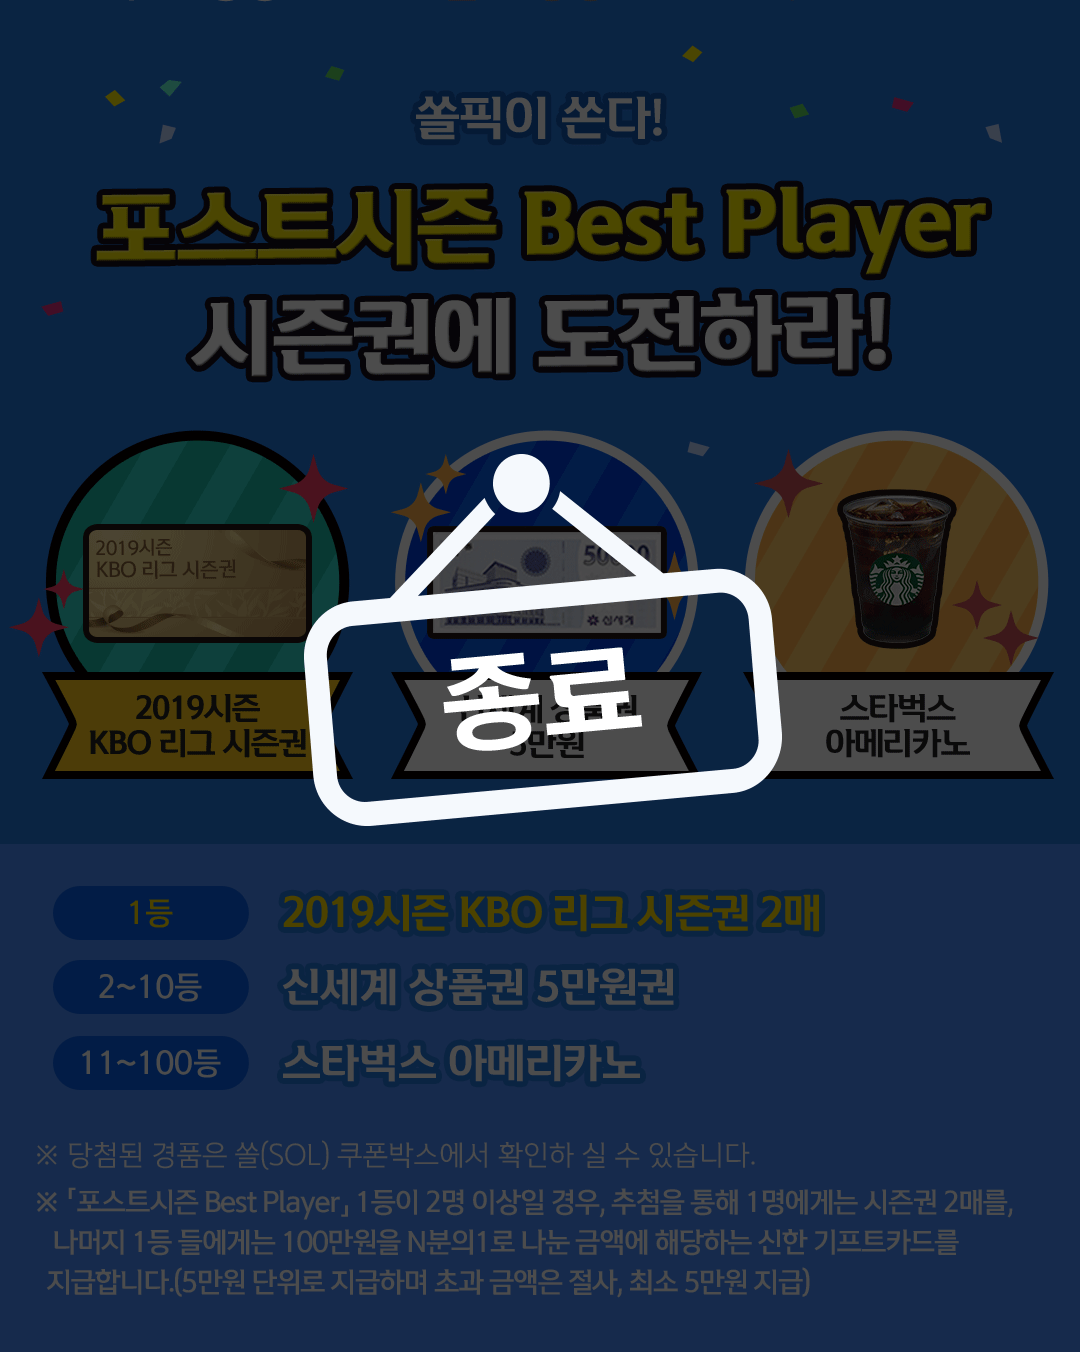 쏠픽이 쏜다!
포스트시즌 Best Player
시즌권에 도전하라!
2019시즌
KBO 리그 시즌권
신세계
종료
2019시즌
KBO 리그 시즌권
5만원
스타벅스
아메리카노
1등
2019시즌 KBO 리그 시즌권 2매
2~10등
신세계 상품권 5만원권
11~100등
스타벅스 아메리카노
※ 당첨된 경품은 쏠(SOL) 쿠폰박스에서 확인하 실 수 있습니다.
※ 「포스트시즌 Best Player」 1등이 2명 이상일 경우, 추첨을 통해 1명에게는 시즌권 2매를,
나머지 1등 들에게는 100만원을 N분의1로 나눈 금액에 해당하는 신한 기프트카드를
지급합니다.(5만원 단위로 지급하며 초과 금액은 절사, 최소 5만원 지급)